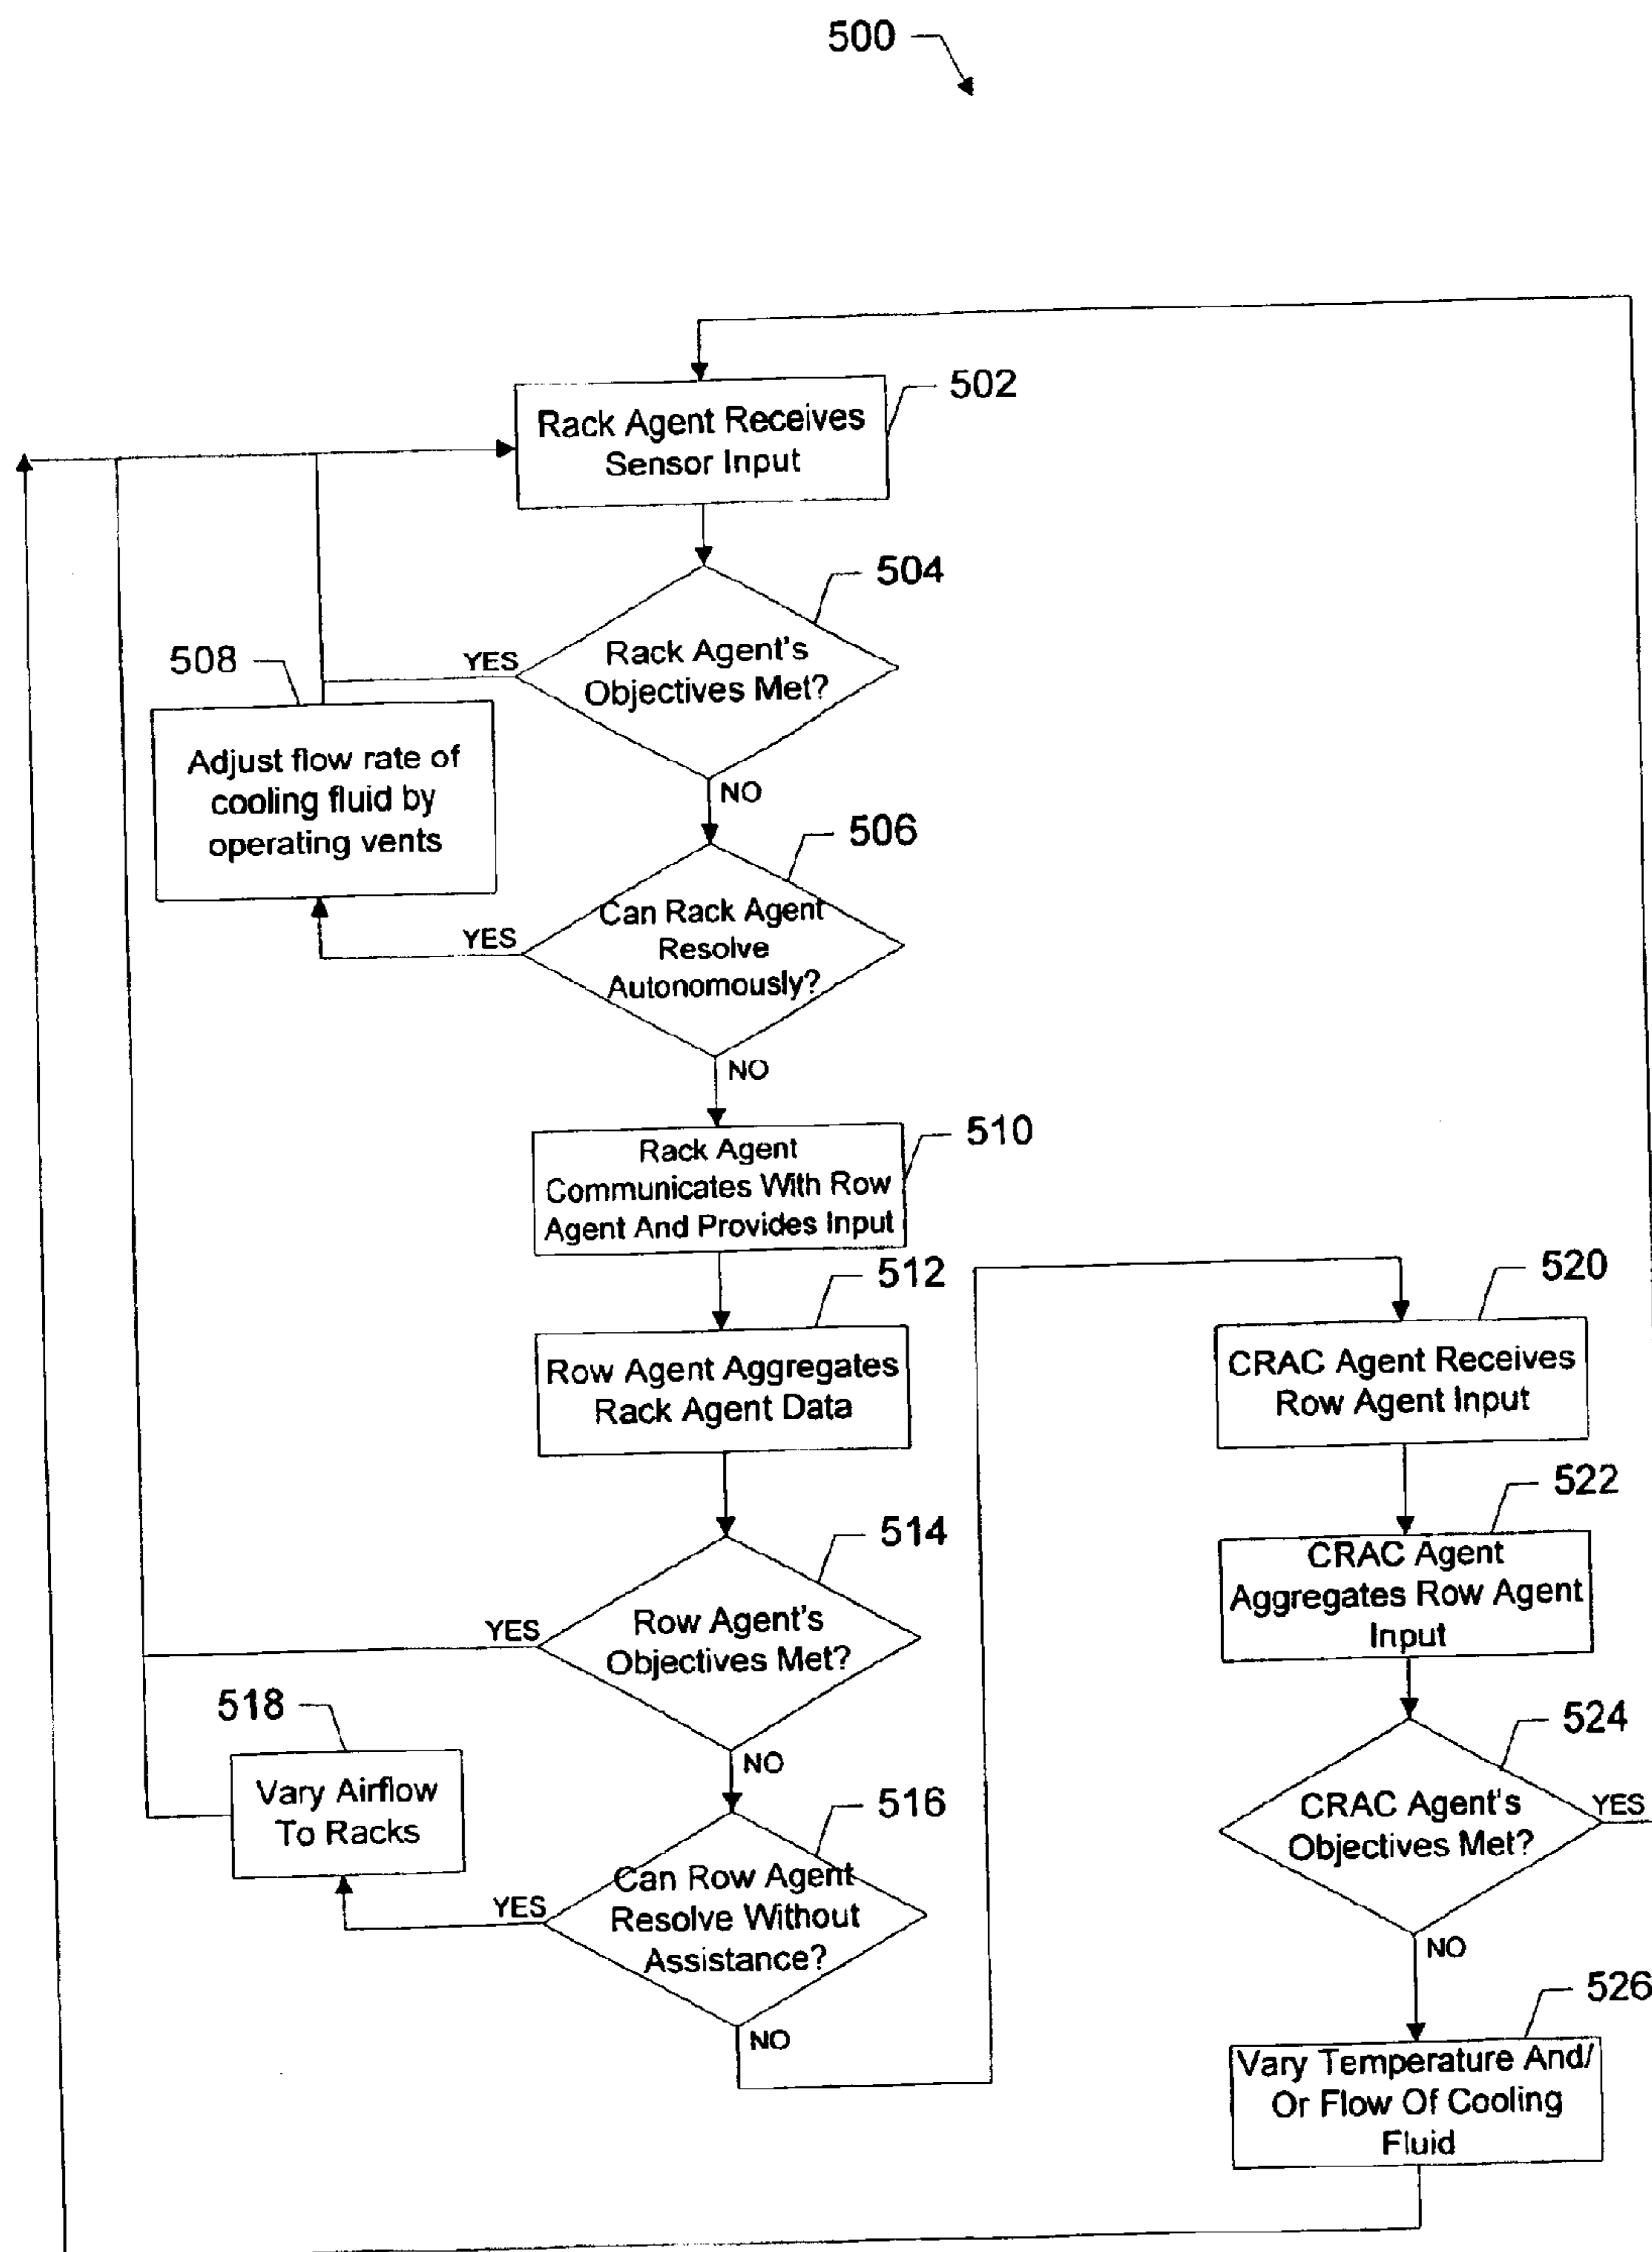 500
502
Rack Agent Receives
Sensor Input
504
Rack Agent's
Objectives Met?
YES
NO
508
Adjust flow rate of
cooling fluid by
operating vents
506
Can Rack Agent
Resolve
Autonomously?
YES
NO
510
Rack Agent
Communicates With Row
Agent And Provides Input
512
Row Agent Aggregates
Rack Agent Data
514
Row Agent's
Objectives Met?
YES
NO
518
Vary Airflow
To Racks
516
Can Row Agent
Resolve Without
Assistance?
YES
NO
520
CRAC Agent Receives
Row Agent Input
522
CRAC Agent
Aggregates Row Agent
Input
524
CRAC Agent's
Objectives Met?
YES
NO
526
Vary Temperature And/
Or Flow Of Cooling
Fluid